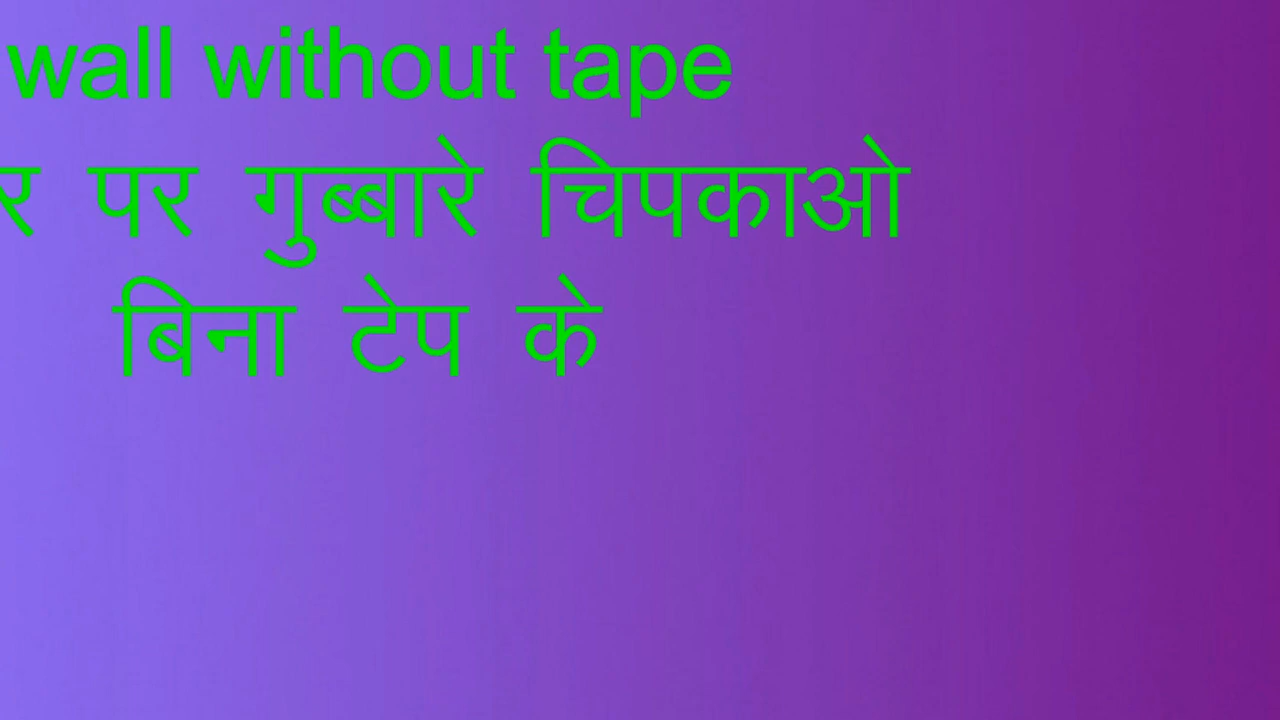 wall without tape
र पर गुब्बारे चिपकाओ
बिना टेप के